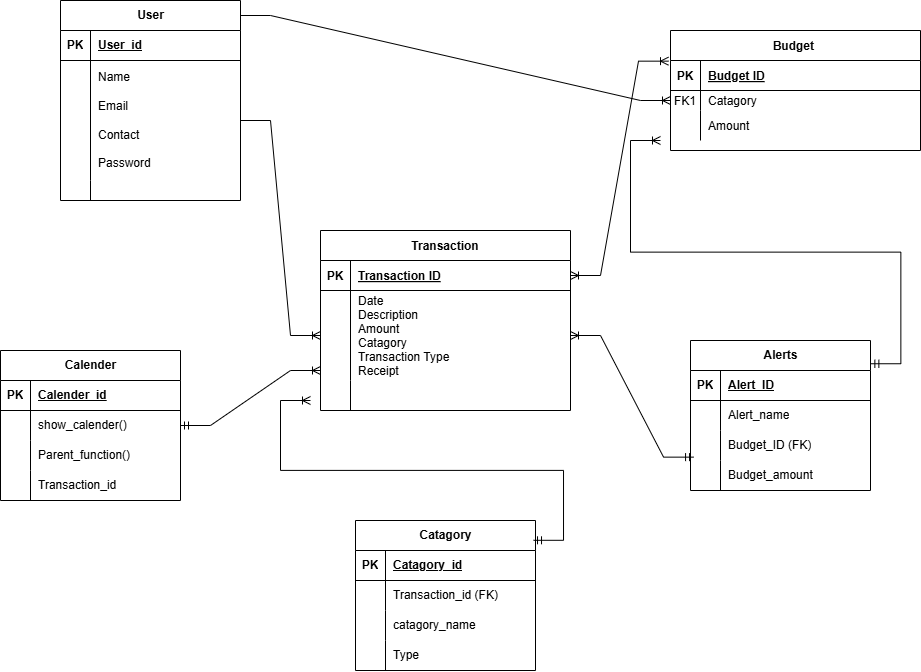 User
PK User_id
Name
Email
Contact
Password
Budget
PK Budget ID
FK1 Catagory
Amount
Transaction
PK Transaction ID
Date
Description
Amount
Catagory
Transaction Type
Receipt
Calender
PK Calender_id
show_calender()
Parent_function()
Transaction_id
Alerts
PK Alert_ID
Alert_name
Budget_ID (FK)
Budget_amount
Catagory
PK Catagory_id
Transaction_id (FK)
catagory_name
Type